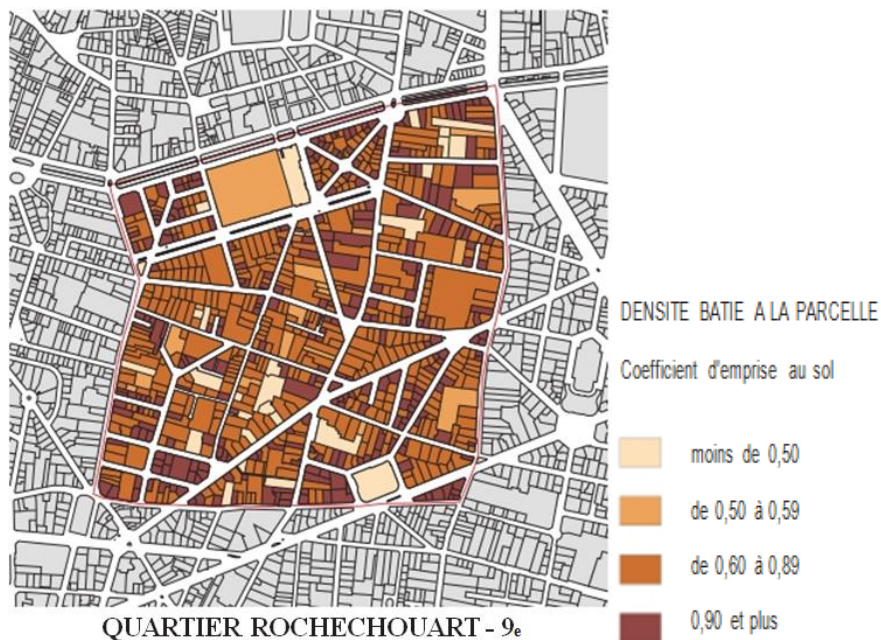 DENSITE BATIE A LA PARCELLE
Coefficient d'emprise au sol
moins de 0,50
de 0,50 à 0,59
de 0,60 à 0,89
0,90 et plus
QUARTIER ROCHECHOUART - 9e